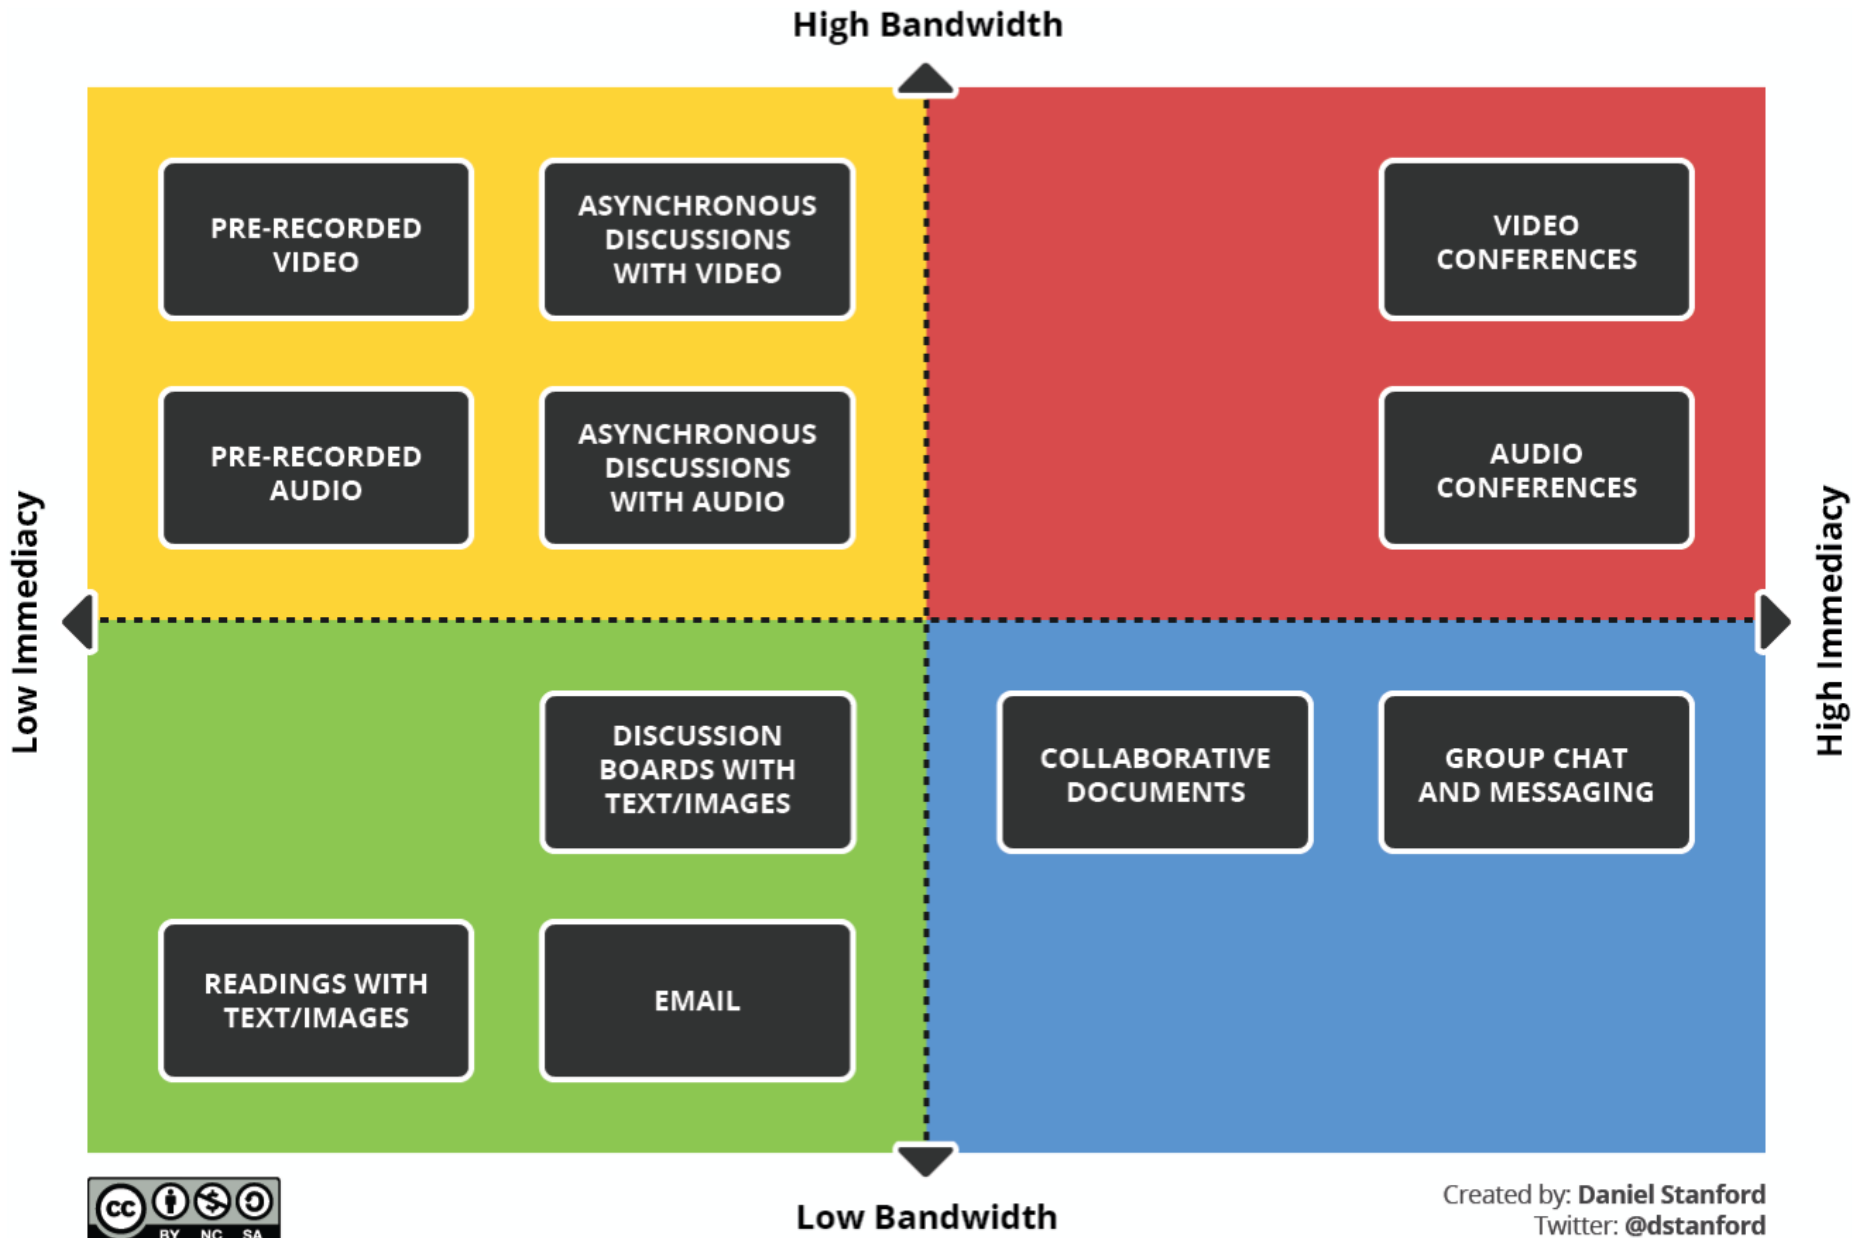 High Bandwidth
PRE-RECORDED
VIDEO
ASYNCHRONOUS
DISCUSSIONS
WITH VIDEO
VIDEO
CONFERENCES
PRE-RECORDED
AUDIO
ASYNCHRONOUS
DISCUSSIONS
WITH AUDIO
AUDIO
CONFERENCES
Low Immediacy
High Immediacy
DISCUSSION
BOARDS WITH
TEXT/IMAGES
COLLABORATIVE
DOCUMENTS
GROUP CHAT
AND MESSAGING
READINGS WITH
TEXT/IMAGES
EMAIL
Low Bandwidth
cc
BY NC SA
Created by: Daniel Stanford
Twitter: @dstanford